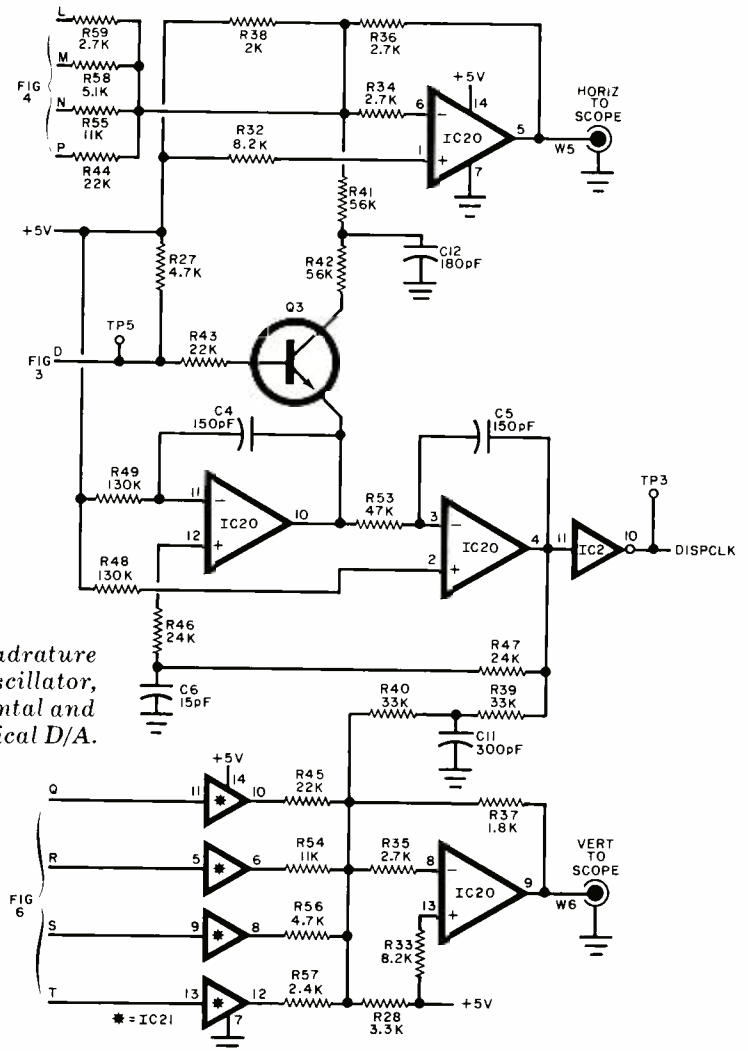 L
R59
2.7K
M
R58
5.1K
FIG
4
N
R55
11K
P
R44
22K
R38
2K
R36
2.7K
R34
2.7K
+5V
6
14
-
IC20
5
1
+
7
W5
HORIZ
TO
SCOPE
R32
8.2K
R41
56K
+5V
R27
4.7K
R42
56K
C12
180pF
Q3
TP5
FIG
3
D
R43
22K
C4
150pF
C5
150pF
R49
130K
11
-
IC20
10
12
+
R53
47K
3
-
IC20
4
2
+
11
IC2
10
TP3
DISPCLK
R48
130K
R46
24K
R47
24K
C6
15pF
adrature
scillator,
ntal and
ical D/A.
R40
33K
R39
33K
C11
300pF
+5V
Q
11
*
14
10
R45
22K
R37
1.8K
R
5
*
6
R54
11K
R35
2.7K
8
-
IC20
9
13
+
W6
VERT
TO
SCOPE
FIG
6
S
9
*
8
R56
4.7K
R33
8.2K
T
13
*
12
7
R57
2.4K
R28
3.3K
+5V
* = IC21